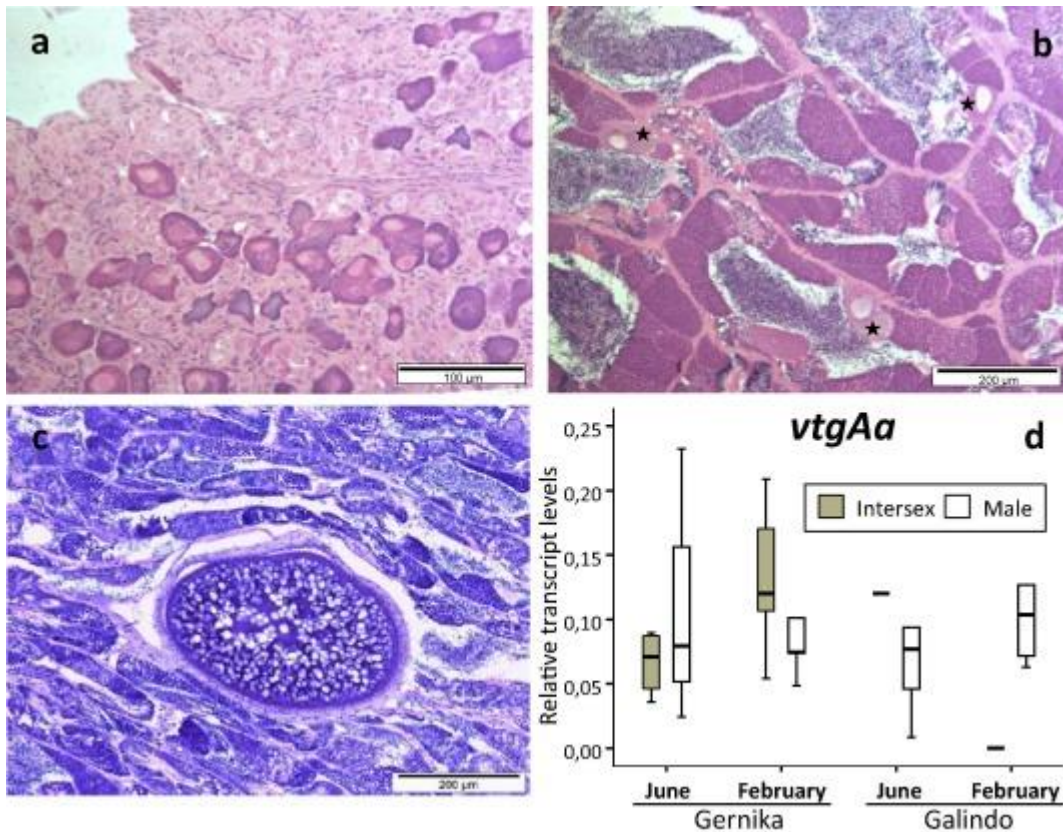 a
100 µm
b
200 µm
c
200 µm
vtgAa
d
Relative transcript levels
0,25
0,20
0,15
0,10
0,05
0,00
Intersex Male
June February June February
Gernika Galindo